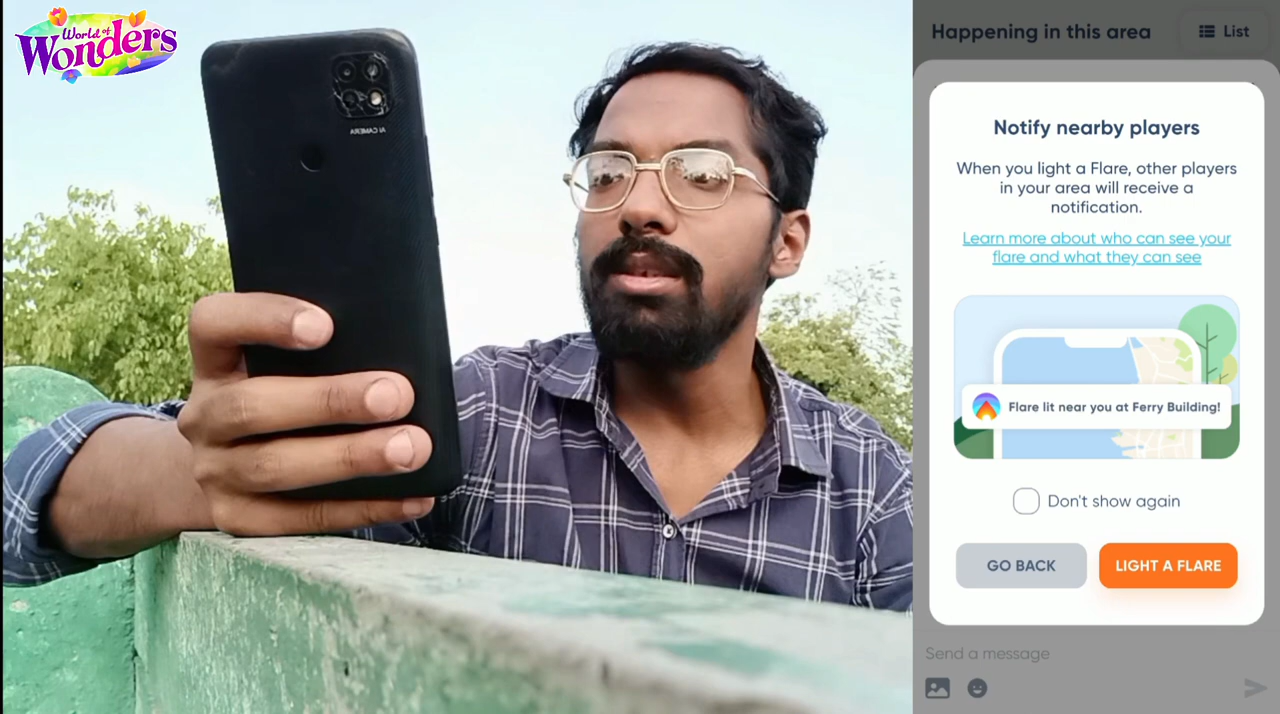 World of
Wonders
AI CAMERA
Happening in this area
List
Notify nearby players
When you light a Flare, other players
in your area will receive a
notification.
Learn more about who can see your
flare and what they can see
Flare lit near you at Ferry Building!
Don't show again
GO BACK
LIGHT A FLARE
Send a message